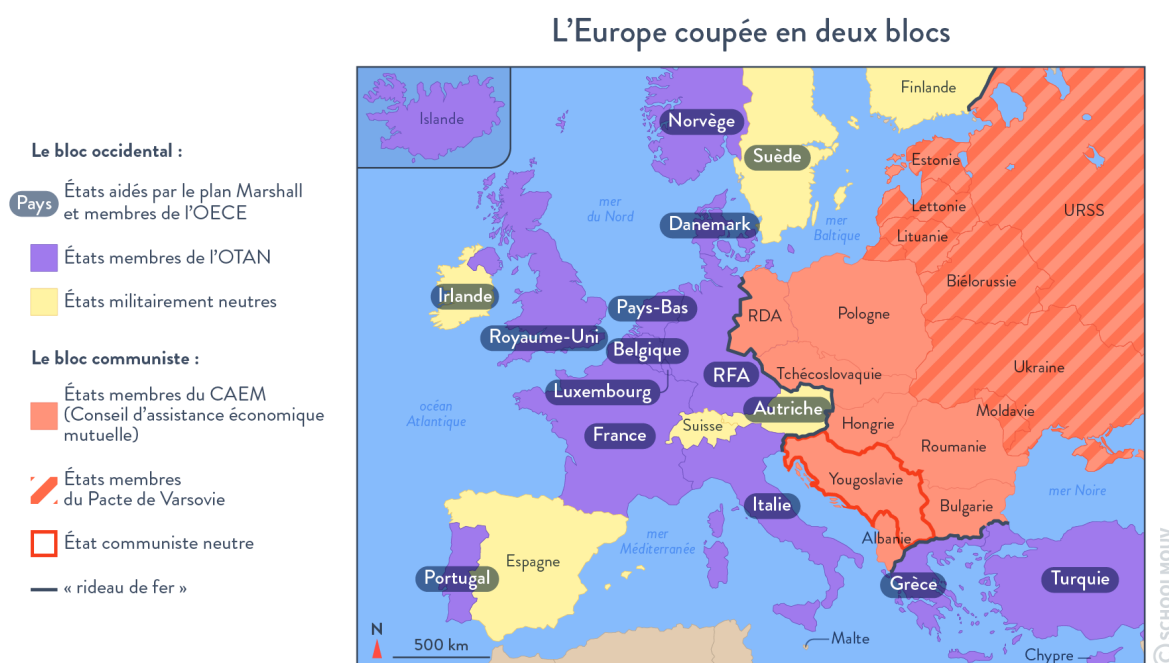 L'Europe coupée en deux blocs
Le bloc occidental :
Pays
États aidés par le plan Marshall
et membres de l'OECE
États membres de l'OTAN
États militairement neutres
Le bloc communiste :
États membres du CAEM
(Conseil d'assistance économique
mutuelle)
États membres
du Pacte de Varsovie
État communiste neutre
« rideau de fer »
Islande
Norvège
Suède
Finlande
Estonie
Lettonie
Lituanie
URSS
Biélorussie
mer
du Nord
Danemark
mer
Baltique
Irlande
Royaume-Uni
Pays-Bas
Belgique
Luxembourg
RFA
RDA
Pologne
Tchécoslovaquie
Ukraine
Moldavie
océan
Atlantique
France
Suisse
Autriche
Hongrie
Roumanie
Yougoslavie
Bulgarie
mer Noire
Italie
Albanie
mer
Méditerranée
Espagne
Portugal
Grèce
Turquie
Malte
Chypre
N
500 km
© SCHOOLMOUV